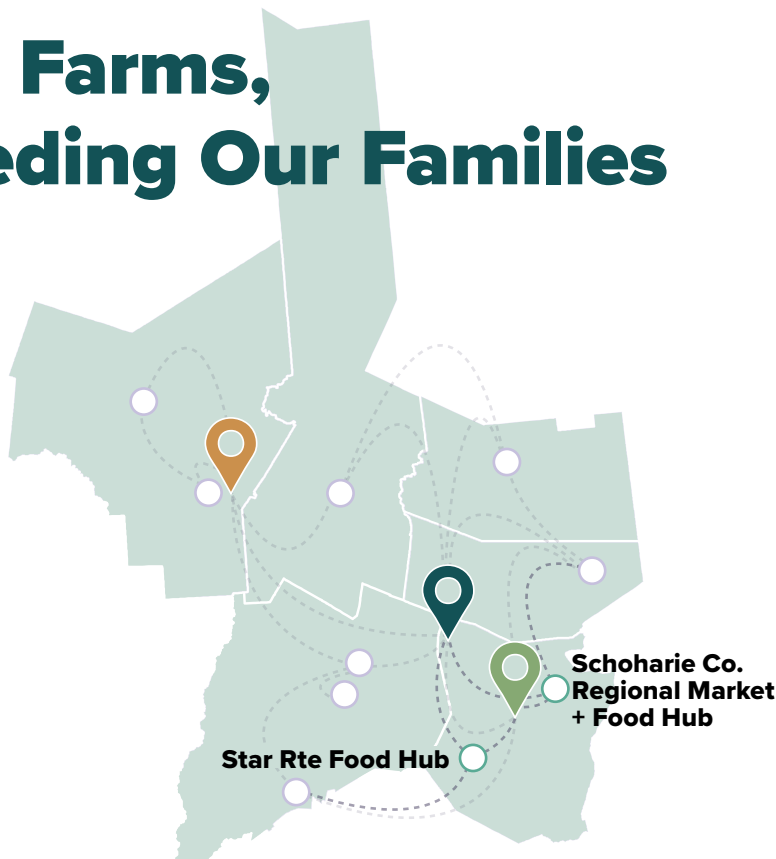 Farms,
eding Our Families
Schoharie Co.
Regional Market
+ Food Hub
Star Rte Food Hub